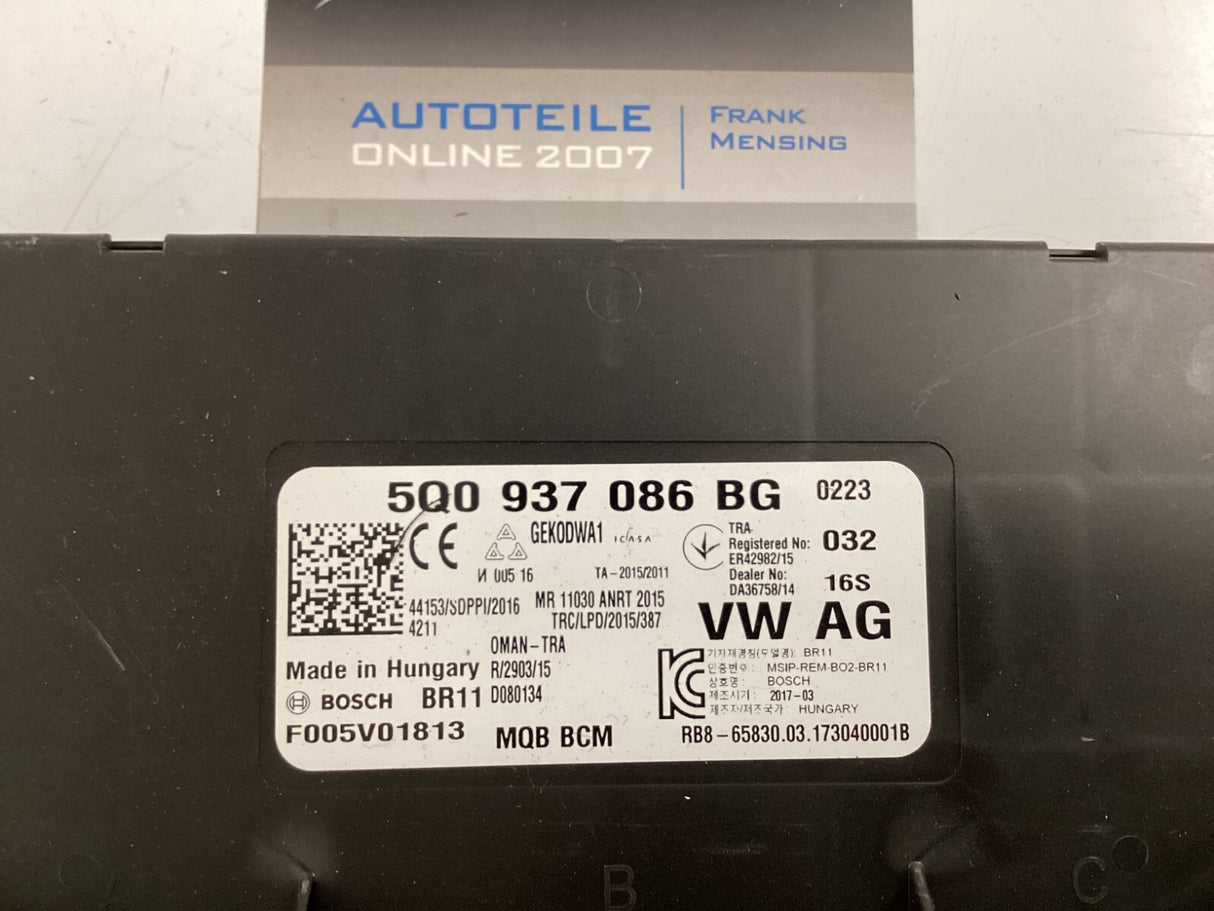 AUTOTEILE
ONLINE 2007
FRANK
MENSING
5Q0 937 086 BG 0223
CE
GEKODWA1
ICASA
И 005 16
TA-2015/2011
TRA
Registered No:
ER42982/15
Dealer No:
DA36758/14
032
16S
44153/SDPPI/2016
4211
MR 11030 ANRT 2015
TRC/LPD/2015/387
VW AG
OMAN-TRA
R/2903/15
D080134
Made in Hungary
BOSCH BR11
F005V01813
MQB BCM
KC
기자재명칭(모델명): BR11
인증번호: MSIP-REM-BO2-BR11
상호명: BOSCH
제조시기: 2017-03
제조자/제조국가: HUNGARY
RB8-65830.03.173040001B
B
C